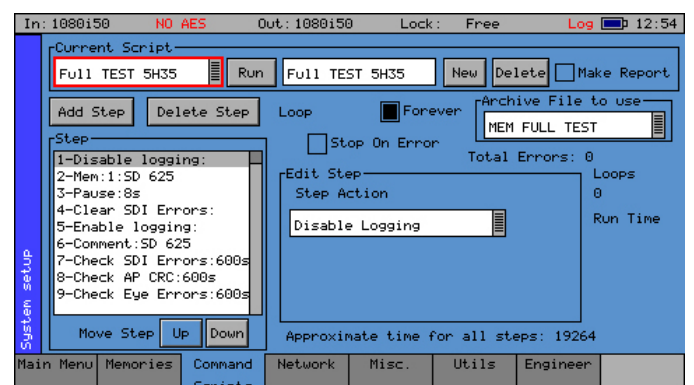 In: 1080i50 NO AES Out: 1080i50 Lock: Free Log 12:54
Current Script
Full TEST 5H35 Run Full TEST 5H35 New Delete Make Report
Add Step Delete Step Loop Forever Archive File to use
MEM FULL TEST
Stop On Error
Total Errors: 0
Step
1-Disable logging:
2-Mem:1:SD 625
3-Pause:8s
4-Clear SDI Errors:
5-Enable logging:
6-Comment:SD 625
7-Check SDI Errors:600s
8-Check AP CRC:600s
9-Check Eye Errors:600s
Move Step Up Down
Edit Step
Step Action
Disable Logging
Loops
0
Run Time
Approximate time for all steps: 19264
System setup
Main Menu Memories Command Scripts Network Misc. Utils Engineer